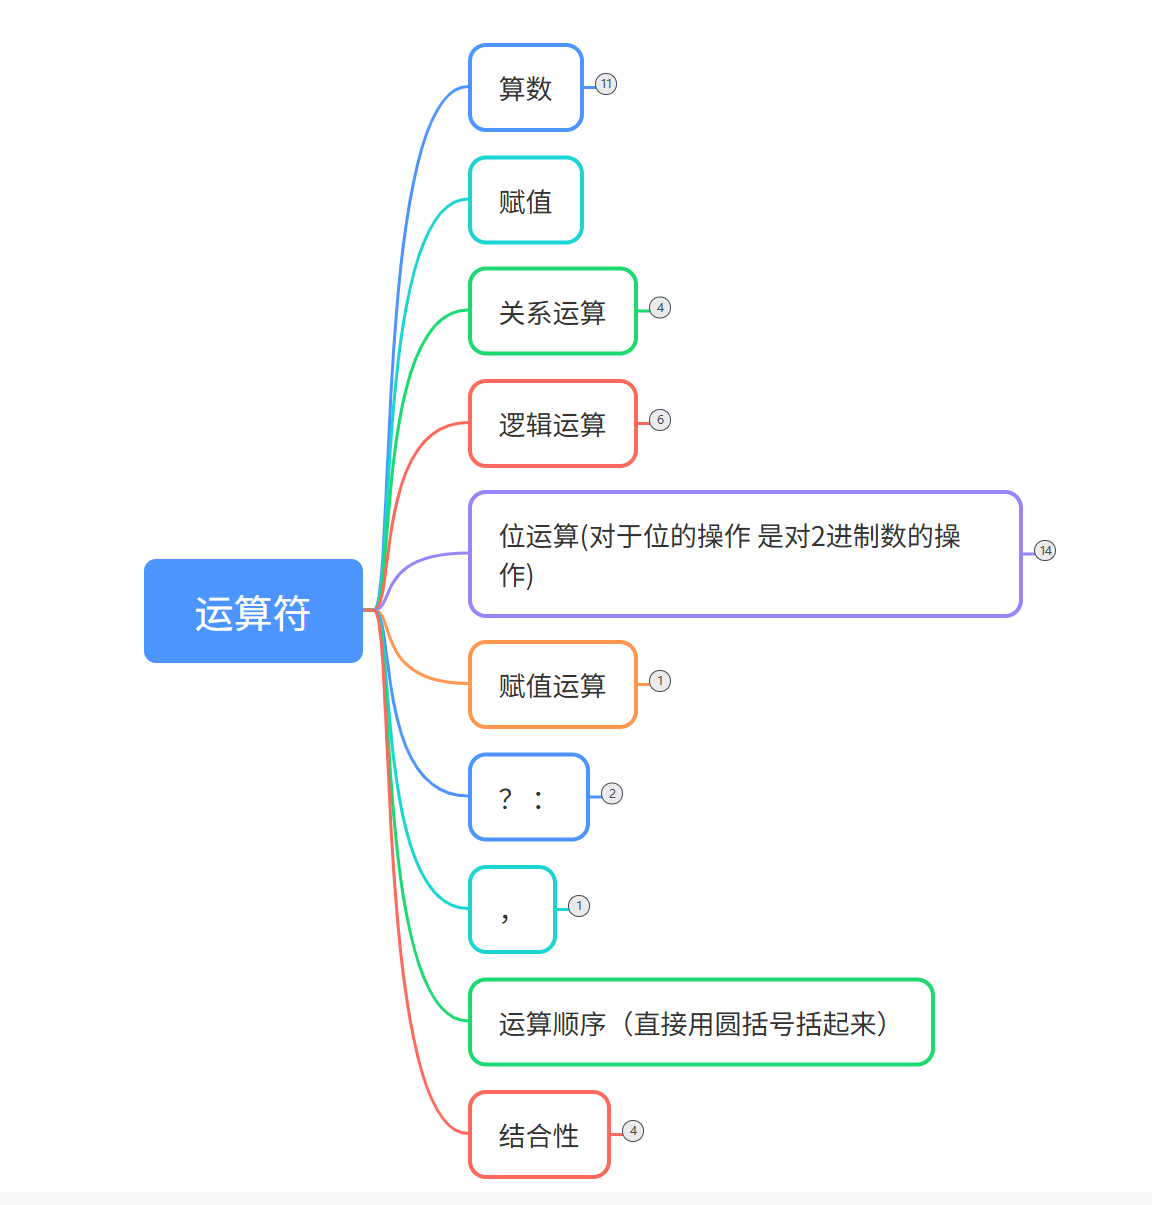 算数
11
赋值
关系运算
4
逻辑运算
6
位运算(对于位的操作 是对2进制数的操
作)
14
运算符
赋值运算
1
？：
2
，
1
运算顺序（直接用圆括号括起来）
结合性
4